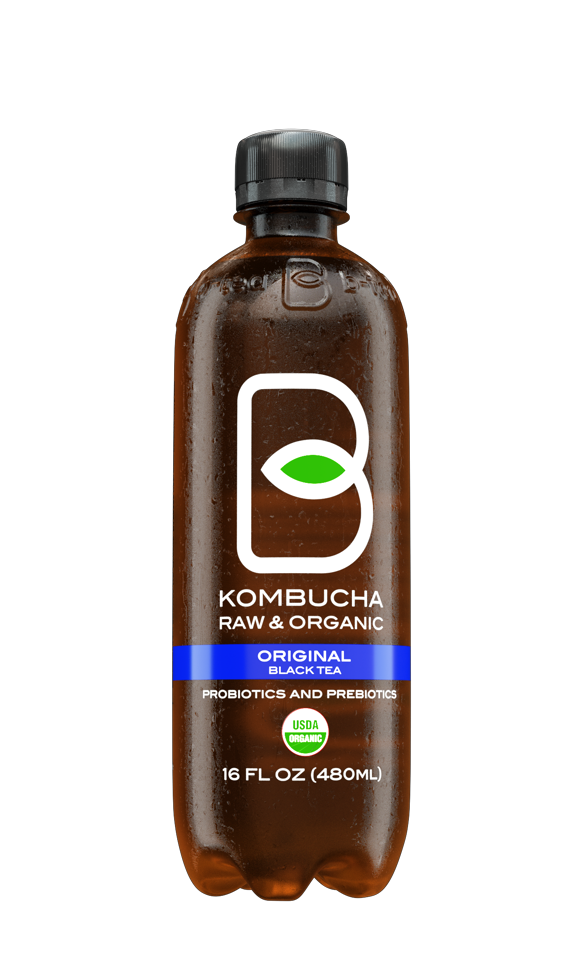 B
KOMBUCHA
RAW & ORGANIC
ORIGINAL
BLACK TEA
PROBIOTICS AND PREBIOTICS
USDA
ORGANIC
16 FL OZ (480ML)